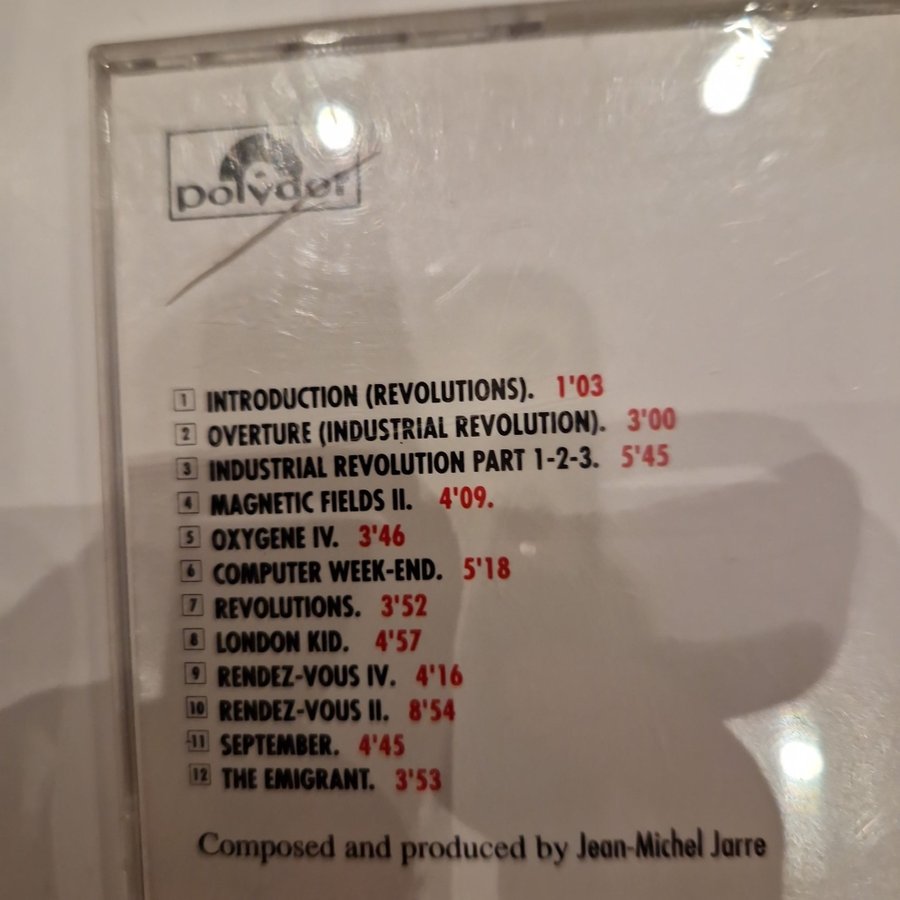 polydor
1 INTRODUCTION (REVOLUTIONS). 1'03
2 OVERTURE (INDUSTRIAL REVOLUTION). 3'00
3 INDUSTRIAL REVOLUTION PART 1-2-3. 5'45
4 MAGNETIC FIELDS II. 4'09.
5 OXYGENE IV. 3'46
6 COMPUTER WEEK-END. 5'18
7 REVOLUTIONS. 3'52
8 LONDON KID. 4'57
9 RENDEZ-VOUS IV. 4'16
10 RENDEZ-VOUS II. 8'54
11 SEPTEMBER. 4'45
12 THE EMIGRANT. 3'53
Composed and produced by Jean-Michel Jarre